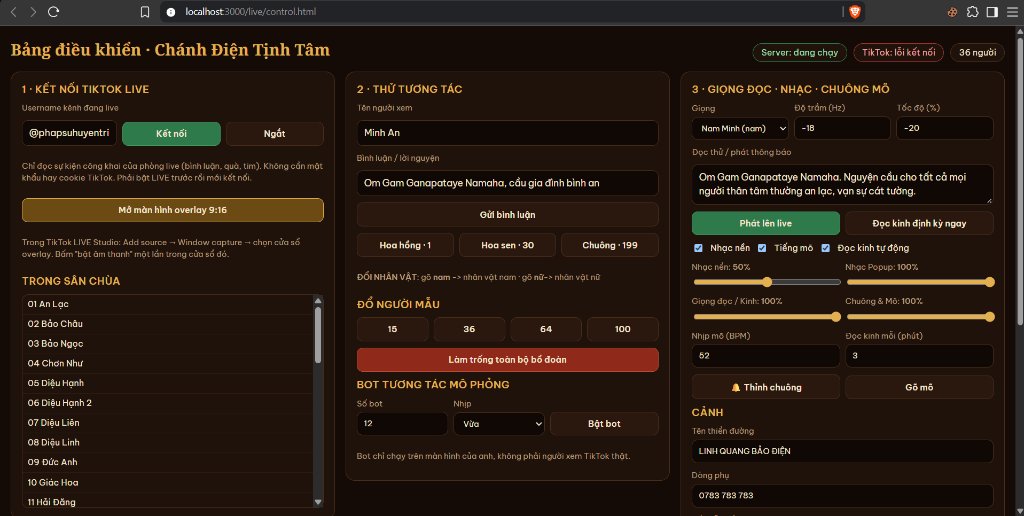 localhost:3000/live/control.html
Bảng điều khiển · Chánh Điện Tịnh Tâm
Server: đang chạy
TikTok: lỗi kết nối
36 người
1 · KẾT NỐI TIKTOK LIVE
Username kênh đang live
@phapsuhuyentri
Kết nối
Ngắt
Chỉ đọc sự kiện công khai của phòng live (bình luận, quà, tim). Không cần mật
khẩu hay cookie TikTok. Phải bật LIVE trước rồi mới kết nối.
Mở màn hình overlay 9:16
Trong TikTok LIVE Studio: Add source → Window capture → chọn cửa sổ
overlay. Bấm "bật âm thanh" một lần trong cửa sổ đó.
TRONG SÂN CHÙA
01 An Lạc
02 Bảo Châu
03 Bảo Ngọc
04 Chơn Như
05 Diệu Hạnh
06 Diệu Hạnh 2
07 Diệu Liên
08 Diệu Linh
09 Đức Anh
10 Giác Hoa
11 Hải Đăng
2 · THỬ TƯƠNG TÁC
Tên người xem
Minh An
Bình luận / lời nguyện
Om Gam Ganapataye Namaha, cầu gia đình bình an
Gửi bình luận
Hoa hồng · 1
Hoa sen · 30
Chuông · 199
ĐỔI NHÂN VẬT: gõ nam -> nhân vật nam · gõ nữ-> nhân vật nữ
ĐỔ NGƯỜI MẪU
15
36
64
100
Làm trống toàn bộ bồ đoàn
BOT TƯƠNG TÁC MÔ PHỎNG
Số bot
Nhịp
12
Vừa
Bật bot
Bot chỉ chạy trên màn hình của anh, không phải người xem TikTok thật.
3 · GIỌNG ĐỌC · NHẠC · CHUÔNG MÕ
Giọng
Độ trầm (Hz)
Tốc độ (%)
Nam Minh (nam)
-18
-20
Đọc thử / phát thông báo
Om Gam Ganapataye Namaha. Nguyện cầu cho tất cả mọi
người thân tâm thường an lạc, vạn sự cát tường.
Phát lên live
Đọc kinh định kỳ ngay
Nhạc nền
Tiếng mõ
Đọc kinh tự động
Nhạc nền: 50%
Nhạc Popup: 100%
Giọng đọc / Kinh: 100%
Chuông & Mõ: 100%
Nhịp mõ (BPM)
Đọc kinh mỗi (phút)
52
3
Thỉnh chuông
Gõ mõ
CẢNH
Tên thiền đường
LINH QUANG BẢO ĐIỆN
Dòng phụ
0783 783 783